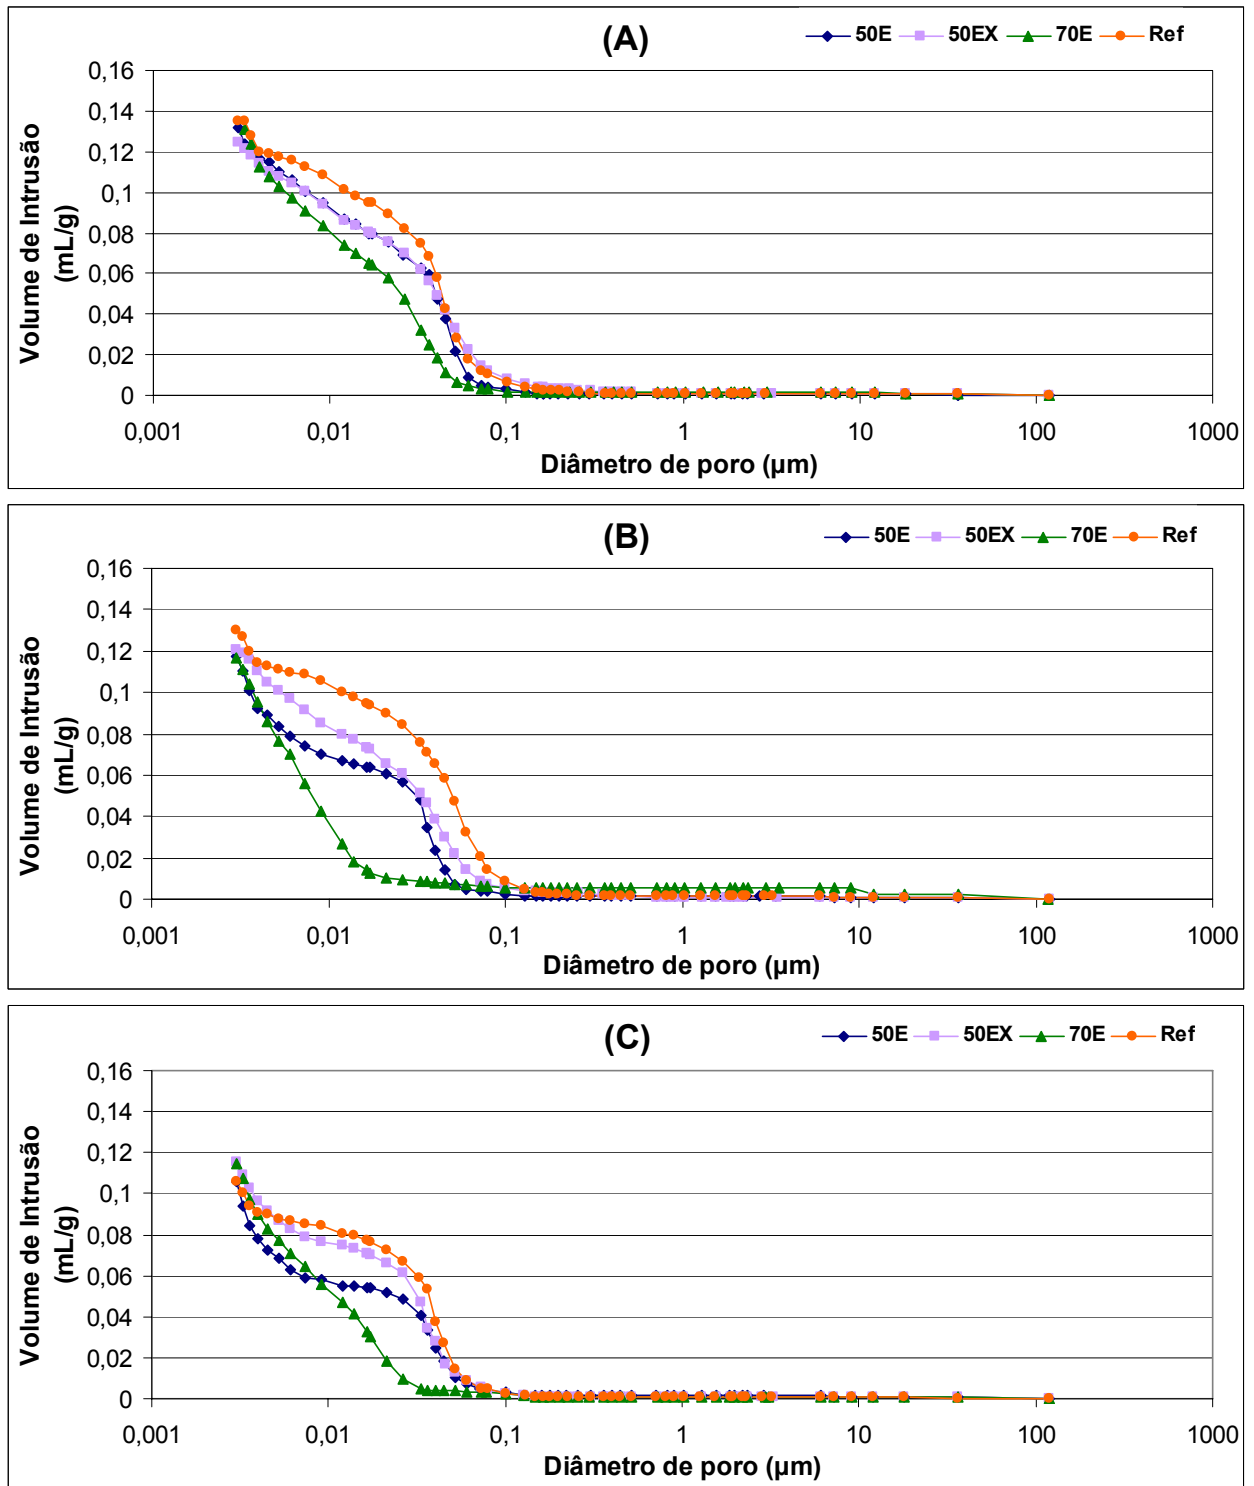 (A)
50E 50EX 70E Ref
0,16
0,14
0,12
0,1
0,08
0,06
0,04
0,02
0
Volume de Intrusão
(mL/g)
0,001 0,01 0,1 1 10 100 1000
Diâmetro de poro (µm)
(B)
50E 50EX 70E Ref
0,16
0,14
0,12
0,1
0,08
0,06
0,04
0,02
0
Volume de Intrusão
(mL/g)
0,001 0,01 0,1 1 10 100 1000
Diâmetro de poro (µm)
(C)
50E 50EX 70E Ref
0,16
0,14
0,12
0,1
0,08
0,06
0,04
0,02
0
Volume de Intrusão
(mL/g)
0,001 0,01 0,1 1 10 100 1000
Diâmetro de poro (µm)